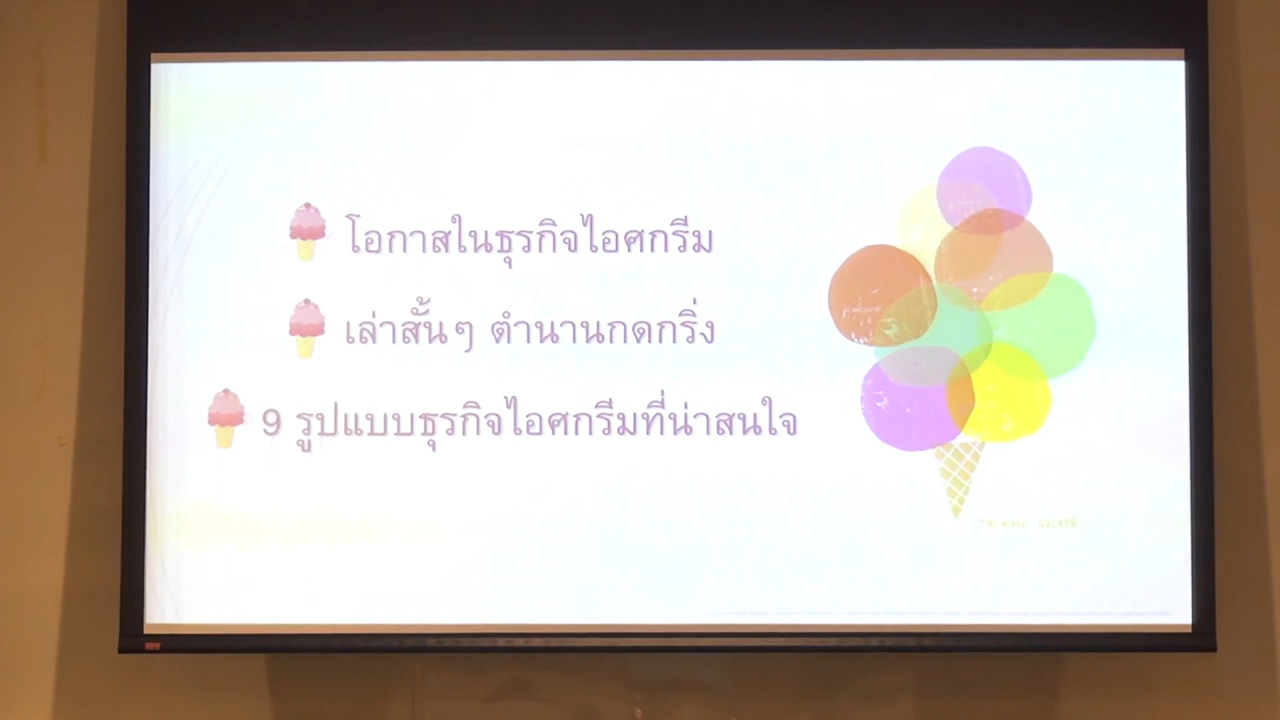 โอกาสในธุรกิจไอศกรีม
เล่าสั้นๆ ตำนานกดกริ่ง
9 รูปแบบธุรกิจไอศกรีมที่น่าสนใจ